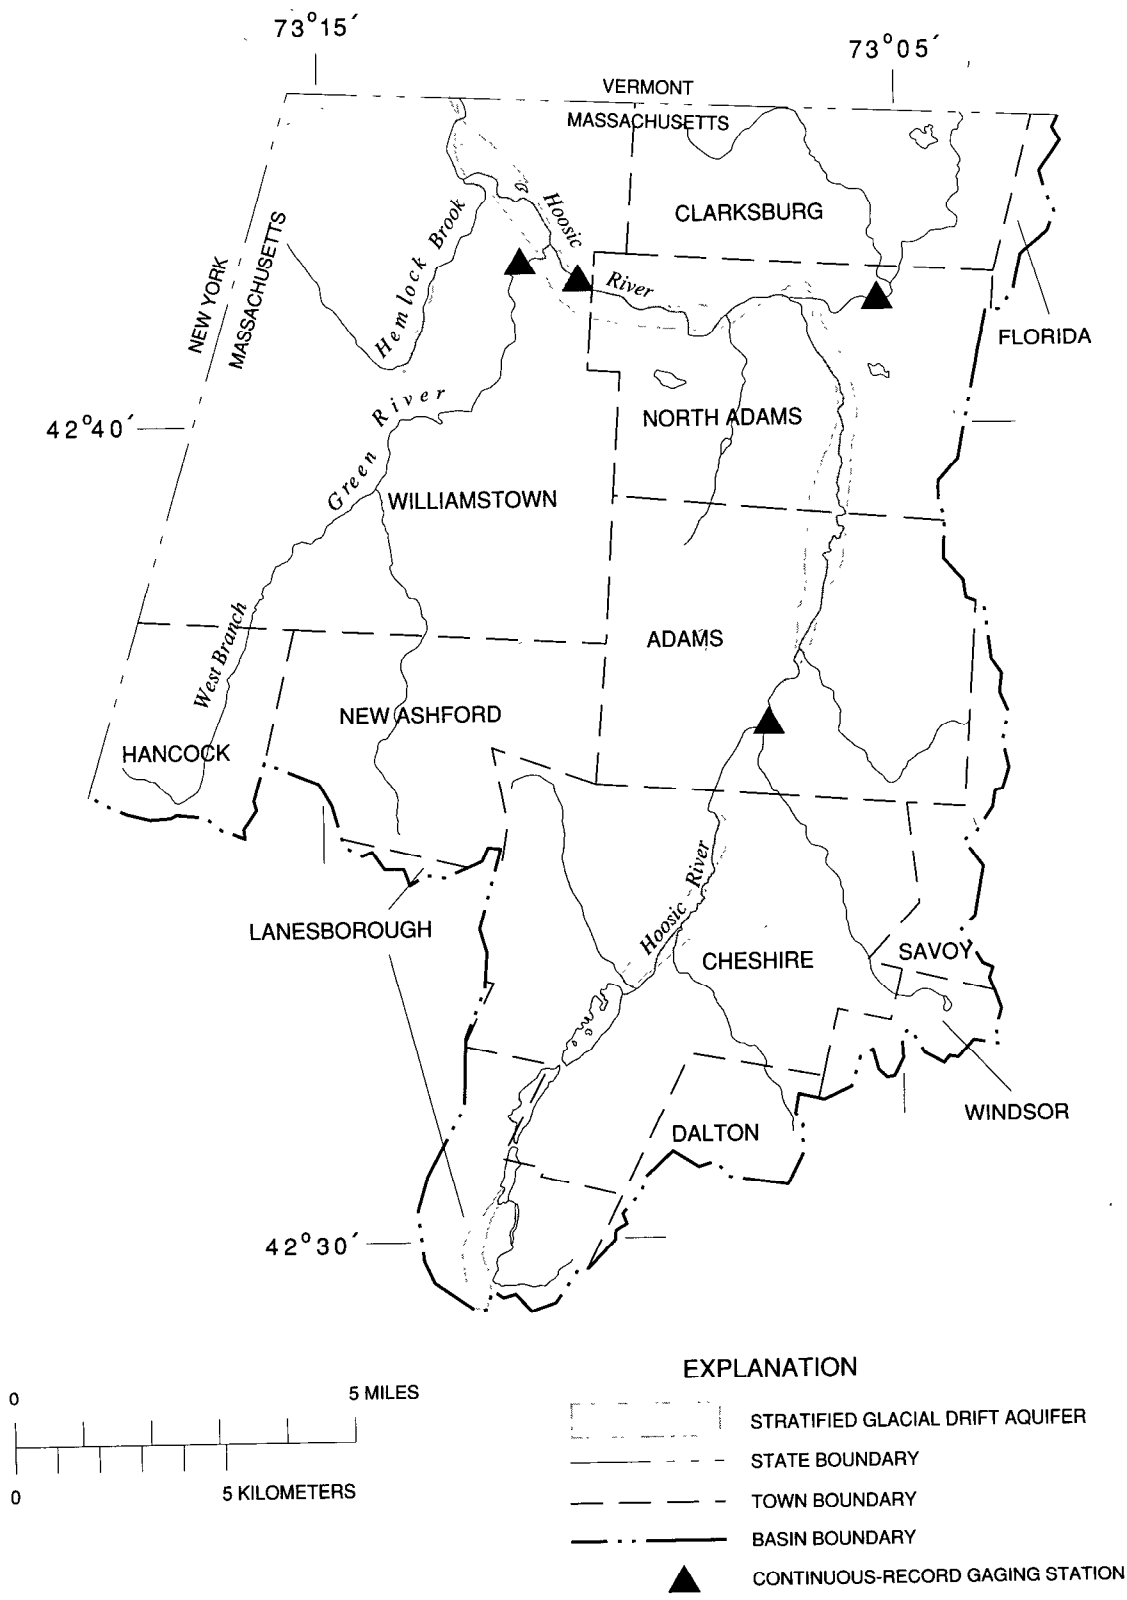 73°15′
73°05′
VERMONT
MASSACHUSETTS
CLARKSBURG
Hoosic
River
Hemlock Brook
NEW YORK
MASSACHUSETTS
FLORIDA
42°40′
Green River
NORTH ADAMS
WILLIAMSTOWN
West Branch
ADAMS
NEW ASHFORD
HANCOCK
Hoosic River
LANESBOROUGH
CHESHIRE
SAVOY
WINDSOR
DALTON
42°30′
EXPLANATION
0
5 MILES
0
5 KILOMETERS
STRATIFIED GLACIAL DRIFT AQUIFER
STATE BOUNDARY
TOWN BOUNDARY
BASIN BOUNDARY
CONTINUOUS-RECORD GAGING STATION